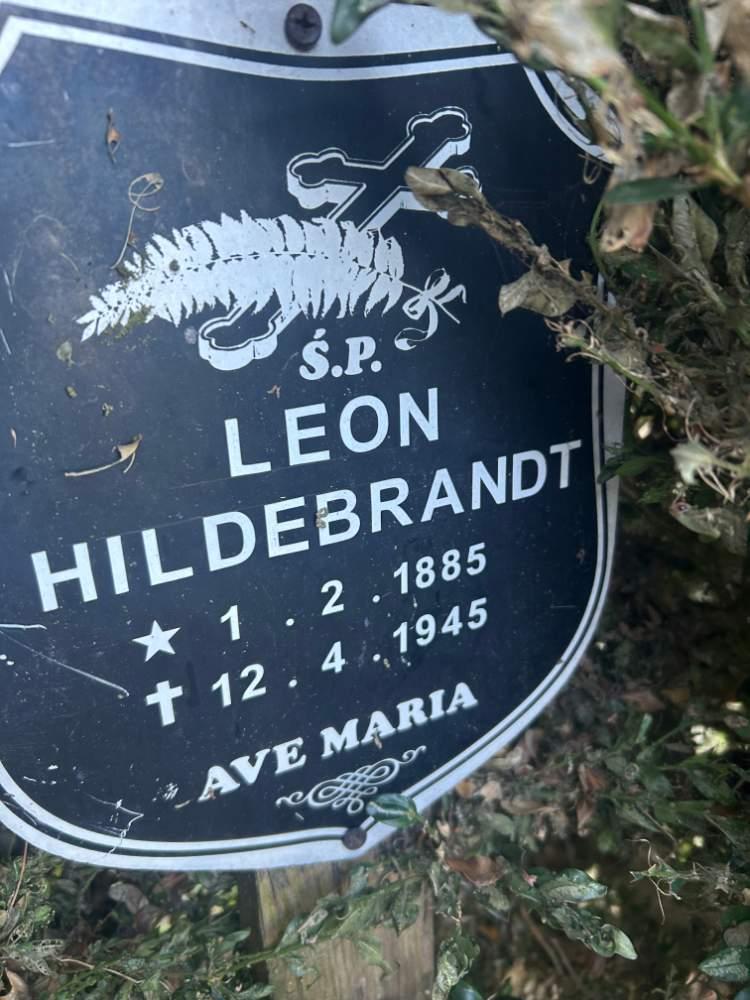 Ś.P.
LEON
HILDEBRANDT
★ 1 . 2 . 1885
✝ 12 . 4 . 1945
AVE MARIA